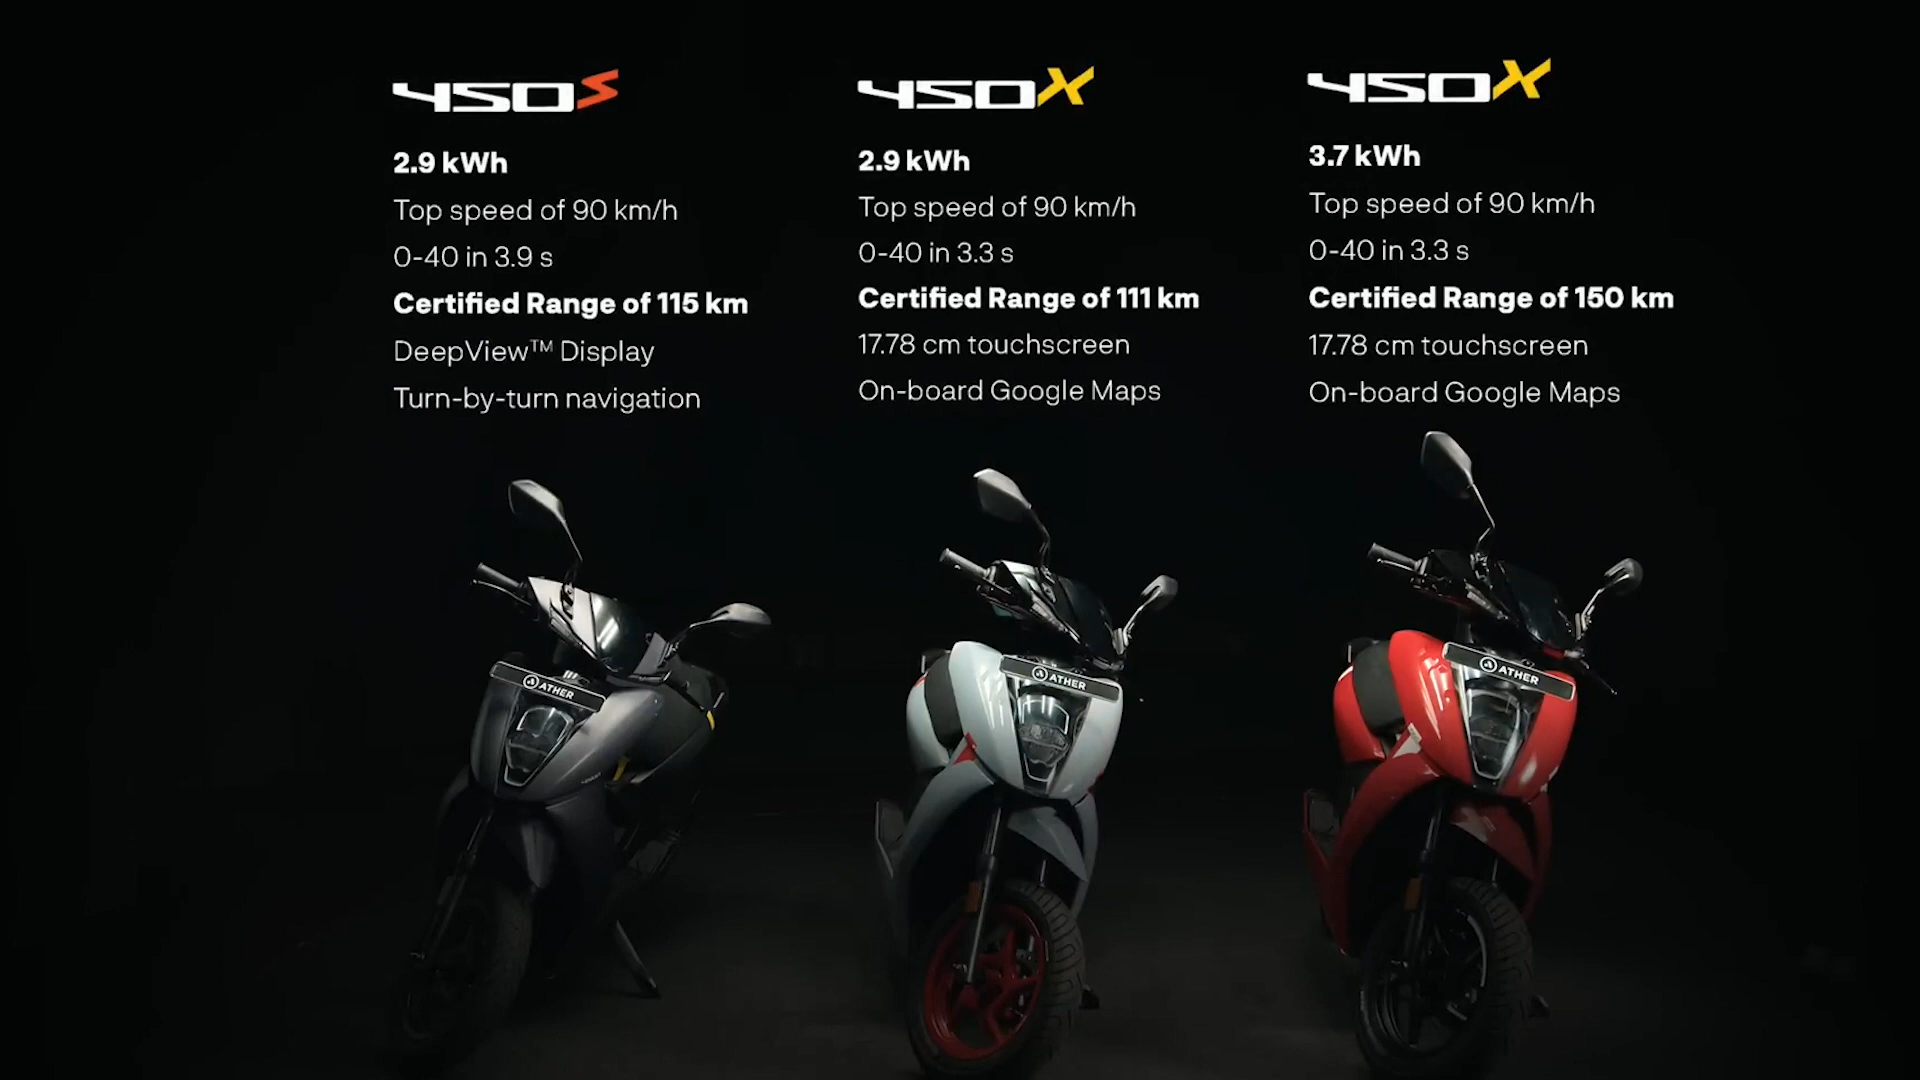 450S
2.9 kWh
Top speed of 90 km/h
0-40 in 3.9 s
Certified Range of 115 km
DeepView™ Display
Turn-by-turn navigation
450X
2.9 kWh
Top speed of 90 km/h
0-40 in 3.3 s
Certified Range of 111 km
17.78 cm touchscreen
On-board Google Maps
450X
3.7 kWh
Top speed of 90 km/h
0-40 in 3.3 s
Certified Range of 150 km
17.78 cm touchscreen
On-board Google Maps
ATHER
ATHER
ATHER